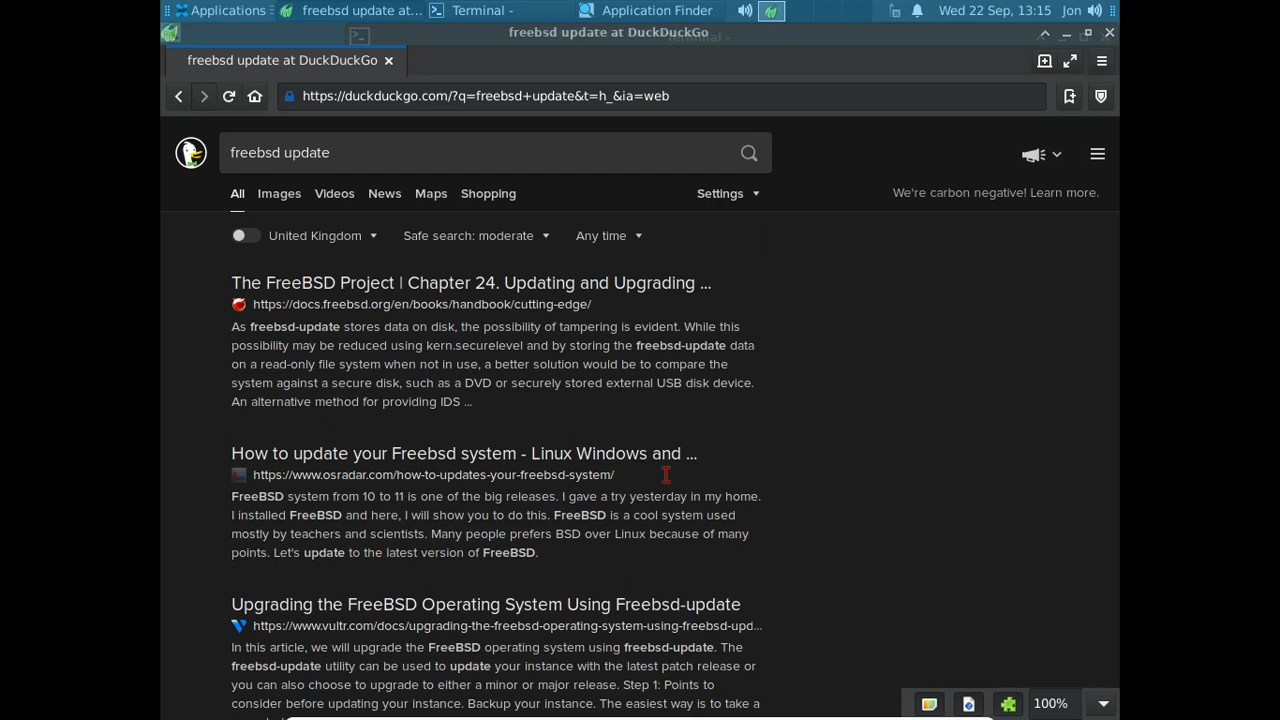 Applications freebsd update at... Terminal - Application Finder Wed 22 Sep, 13:15 Jon
freebsd update at DuckDuckGo
freebsd update at DuckDuckGo
https://duckduckgo.com/?q=freebsd+update&t=h_&ia=web
freebsd update
All Images Videos News Maps Shopping Settings We're carbon negative! Learn more.
United Kingdom Safe search: moderate Any time
The FreeBSD Project | Chapter 24. Updating and Upgrading ...
https://docs.freebsd.org/en/books/handbook/cutting-edge/
As freebsd-update stores data on disk, the possibility of tampering is evident. While this
possibility may be reduced using kern.securelevel and by storing the freebsd-update data
on a read-only file system when not in use, a better solution would be to compare the
system against a secure disk, such as a DVD or securely stored external USB disk device.
An alternative method for providing IDS ...
How to update your Freebsd system - Linux Windows and ...
https://www.osradar.com/how-to-updates-your-freebsd-system/
FreeBSD system from 10 to 11 is one of the big releases. I gave a try yesterday in my home.
I installed FreeBSD and here, I will show you to do this. FreeBSD is a cool system used
mostly by teachers and scientists. Many people prefers BSD over Linux because of many
points. Let's update to the latest version of FreeBSD.
Upgrading the FreeBSD Operating System Using Freebsd-update
https://www.vultr.com/docs/upgrading-the-freebsd-operating-system-using-freebsd-upd...
In this article, we will upgrade the FreeBSD operating system using freebsd-update. The
freebsd-update utility can be used to update your instance with the latest patch release or
you can also choose to upgrade to either a minor or major release. Step 1: Points to
consider before updating your instance. Backup your instance. The easiest way is to take a
100%